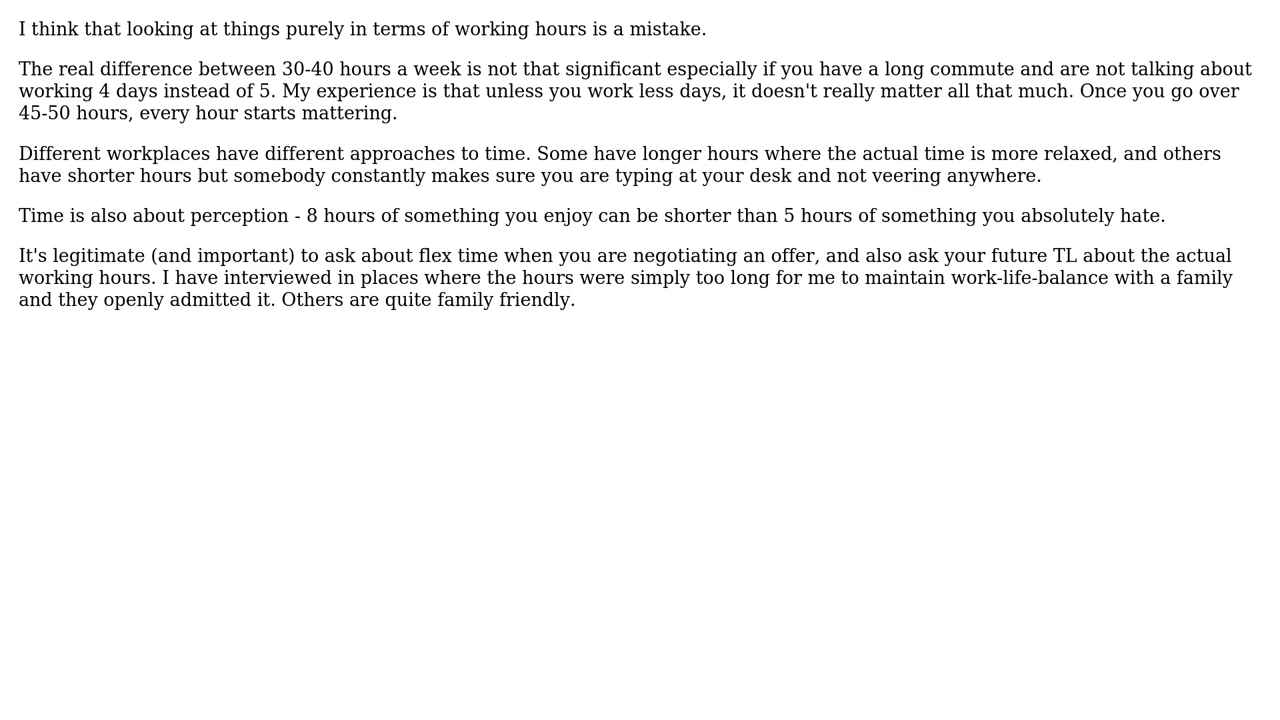 I think that looking at things purely in terms of working hours is a mistake.
The real difference between 30-40 hours a week is not that significant especially if you have a long commute and are not talking about
working 4 days instead of 5. My experience is that unless you work less days, it doesn't really matter all that much. Once you go over
45-50 hours, every hour starts mattering.
Different workplaces have different approaches to time. Some have longer hours where the actual time is more relaxed, and others
have shorter hours but somebody constantly makes sure you are typing at your desk and not veering anywhere.
Time is also about perception - 8 hours of something you enjoy can be shorter than 5 hours of something you absolutely hate.
It's legitimate (and important) to ask about flex time when you are negotiating an offer, and also ask your future TL about the actual
working hours. I have interviewed in places where the hours were simply too long for me to maintain work-life-balance with a family
and they openly admitted it. Others are quite family friendly.